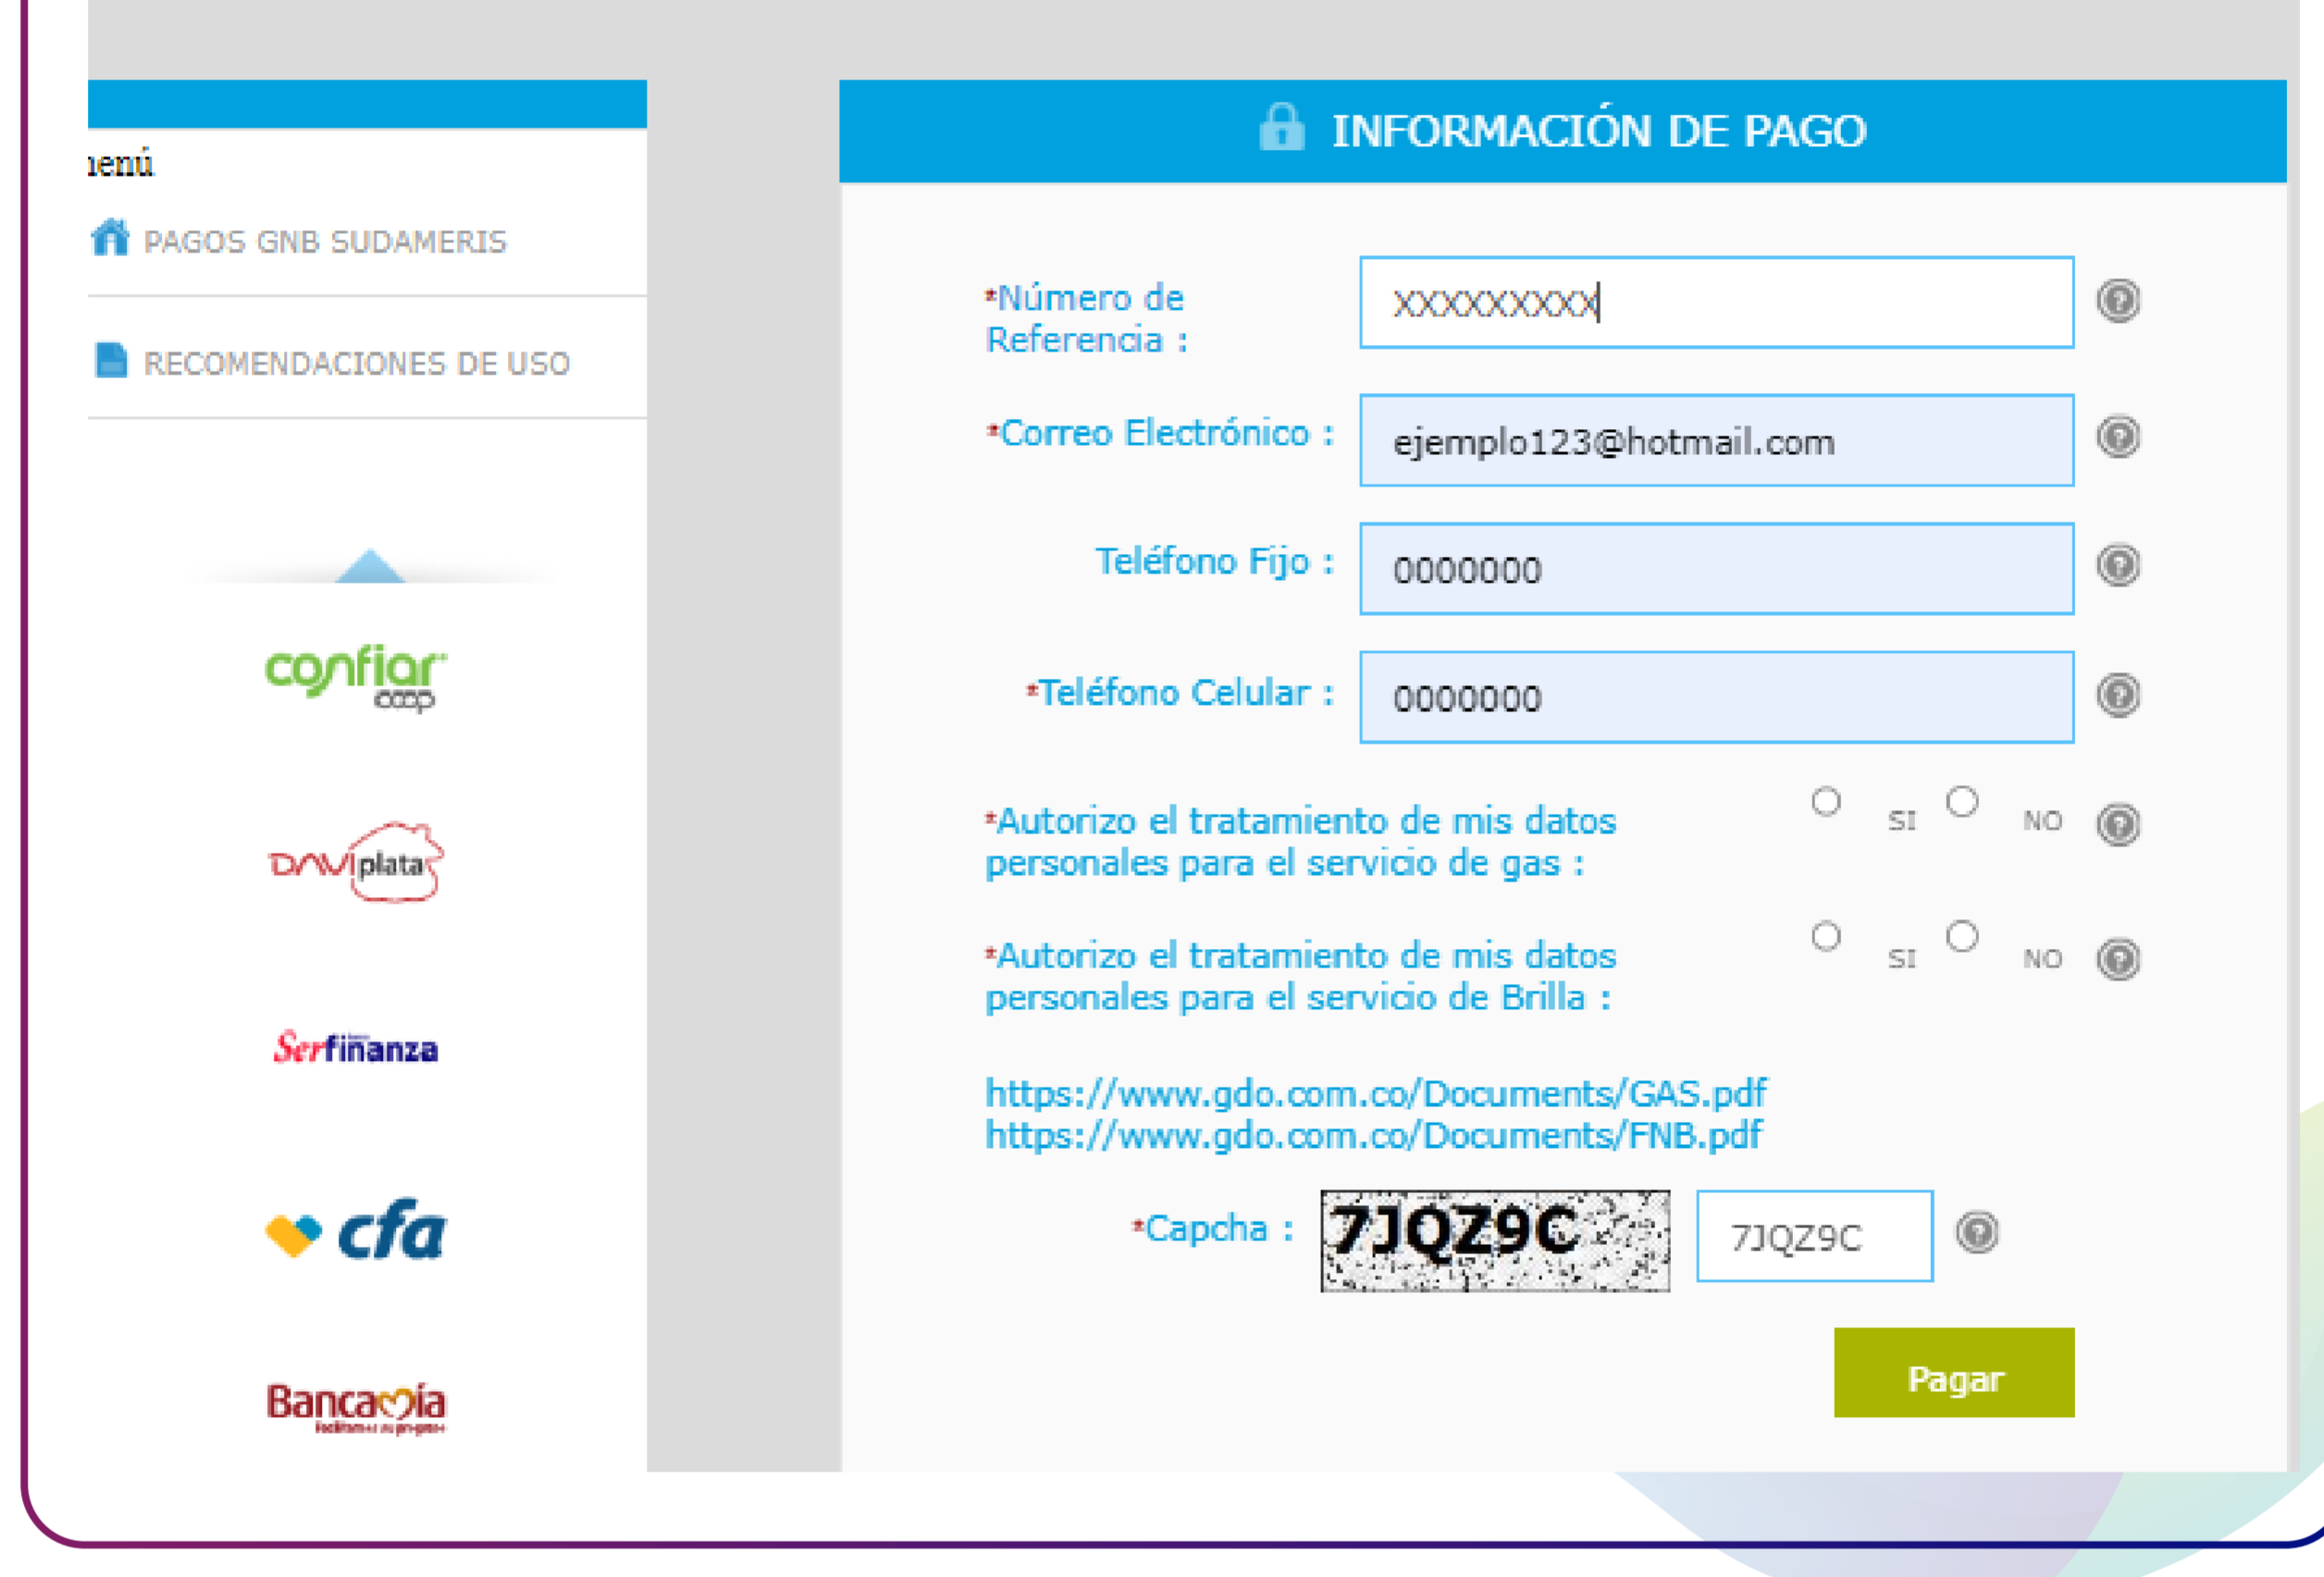 menú
PAGOS GNB SUDAMERIS
RECOMENDACIONES DE USO
confiar
coop
DAViplata
Serfinanza
cfa
Bancamía
INFORMACIÓN DE PAGO
*Número de
Referencia :
XXXXXXXXX
*Correo Electrónico :
ejemplo123@hotmail.com
Teléfono Fijo :
0000000
*Teléfono Celular :
0000000
*Autorizo el tratamiento de mis datos
personales para el servicio de gas :
SI NO
*Autorizo el tratamiento de mis datos
personales para el servicio de Brilla :
SI NO
https://www.gdo.com.co/Documents/GAS.pdf
https://www.gdo.com.co/Documents/FNB.pdf
*Capcha :
7JQZ9C
7JQZ9C
Pagar